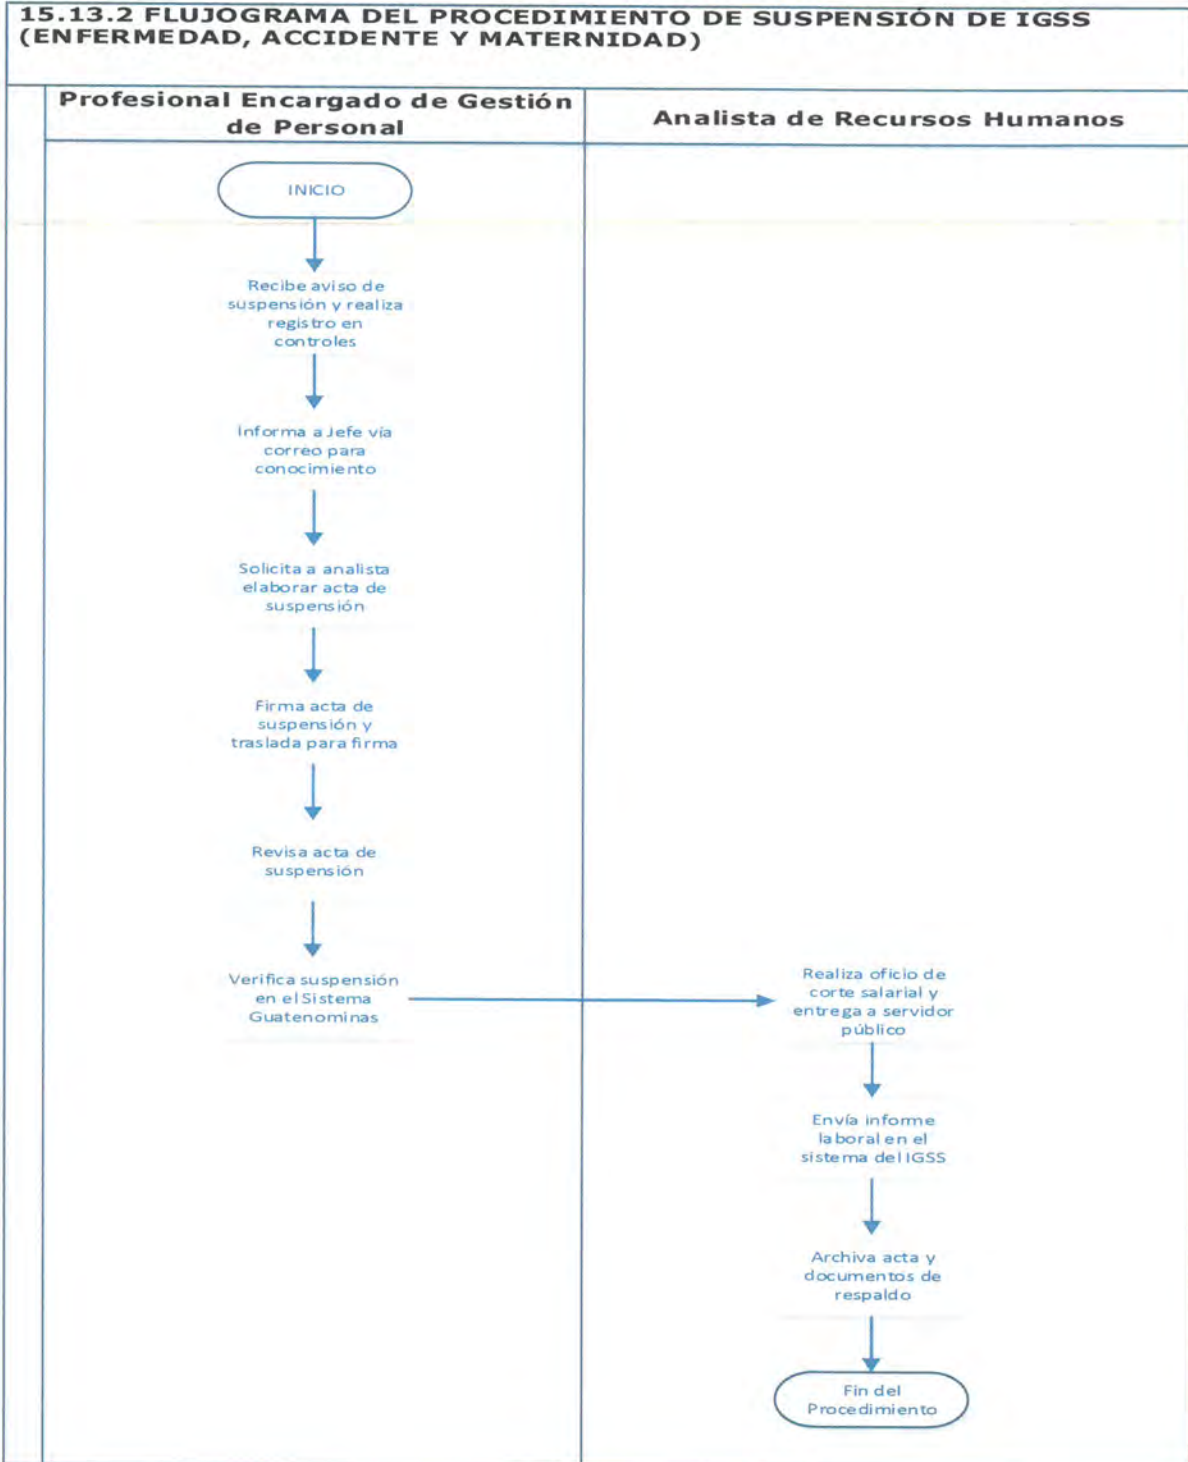 15.13.2 FLUJOGRAMA DEL PROCEDIMIENTO DE SUSPENSIÓN DE IGSS
(ENFERMEDAD, ACCIDENTE Y MATERNIDAD)
Profesional Encargado de Gestión
de Personal
Analista de Recursos Humanos
INICIO
Recibe aviso de
suspensión y realiza
registro en
controles
Informa a Jefe vía
correo para
conocimiento
Solicita a analista
elaborar acta de
suspensión
Firma acta de
suspensión y
traslada para firma
Revisa acta de
suspensión
Verifica suspensión
en el Sistema
Guatenominas
Realiza oficio de
corte salarial y
entrega a servidor
público
Envía informe
laboral en el
sistema del IGSS
Archiva acta y
documentos de
respaldo
Fin del
Procedimiento